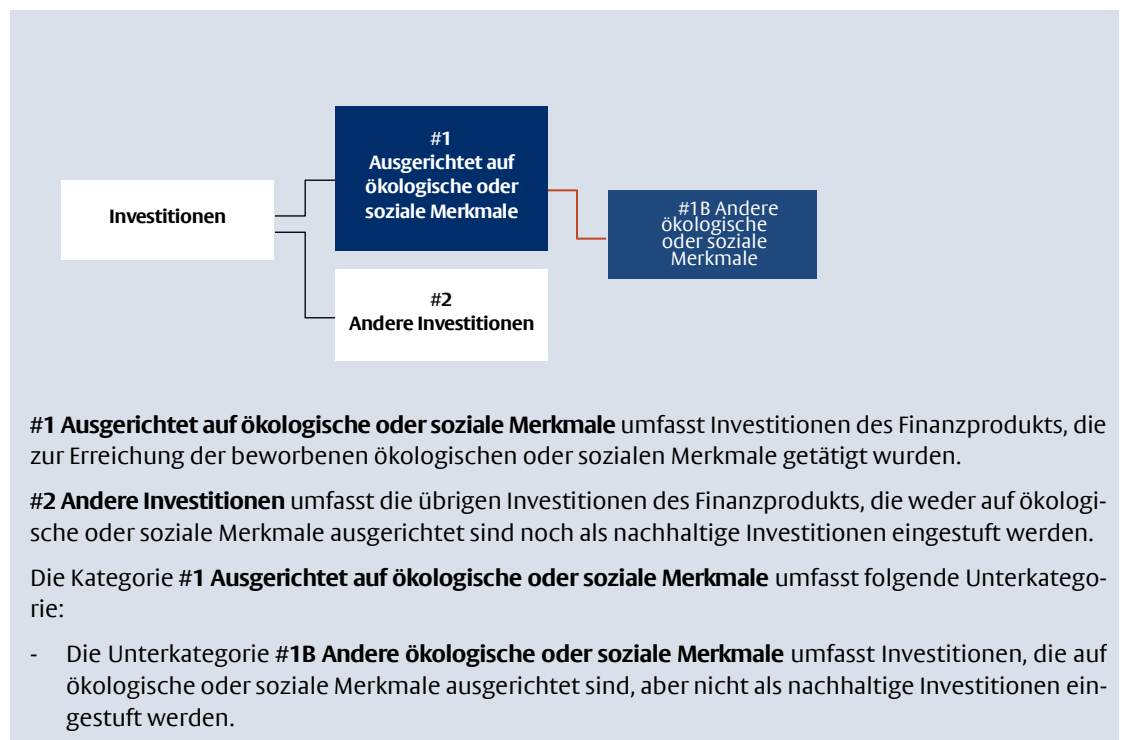 #1
Ausgerichtet auf
ökologische oder
soziale Merkmale
Investitionen
#1B Andere
ökologische
oder soziale
Merkmale
#2
Andere Investitionen
#1 Ausgerichtet auf ökologische oder soziale Merkmale umfasst Investitionen des Finanzprodukts, die
zur Erreichung der beworbenen ökologischen oder sozialen Merkmale getätigt wurden.
#2 Andere Investitionen umfasst die übrigen Investitionen des Finanzprodukts, die weder auf ökologi-
sche oder soziale Merkmale ausgerichtet sind noch als nachhaltige Investitionen eingestuft werden.
Die Kategorie #1 Ausgerichtet auf ökologische oder soziale Merkmale umfasst folgende Unterkatego-
rie:
- Die Unterkategorie #1B Andere ökologische oder soziale Merkmale umfasst Investitionen, die auf
ökologische oder soziale Merkmale ausgerichtet sind, aber nicht als nachhaltige Investitionen ein-
gestuft werden.